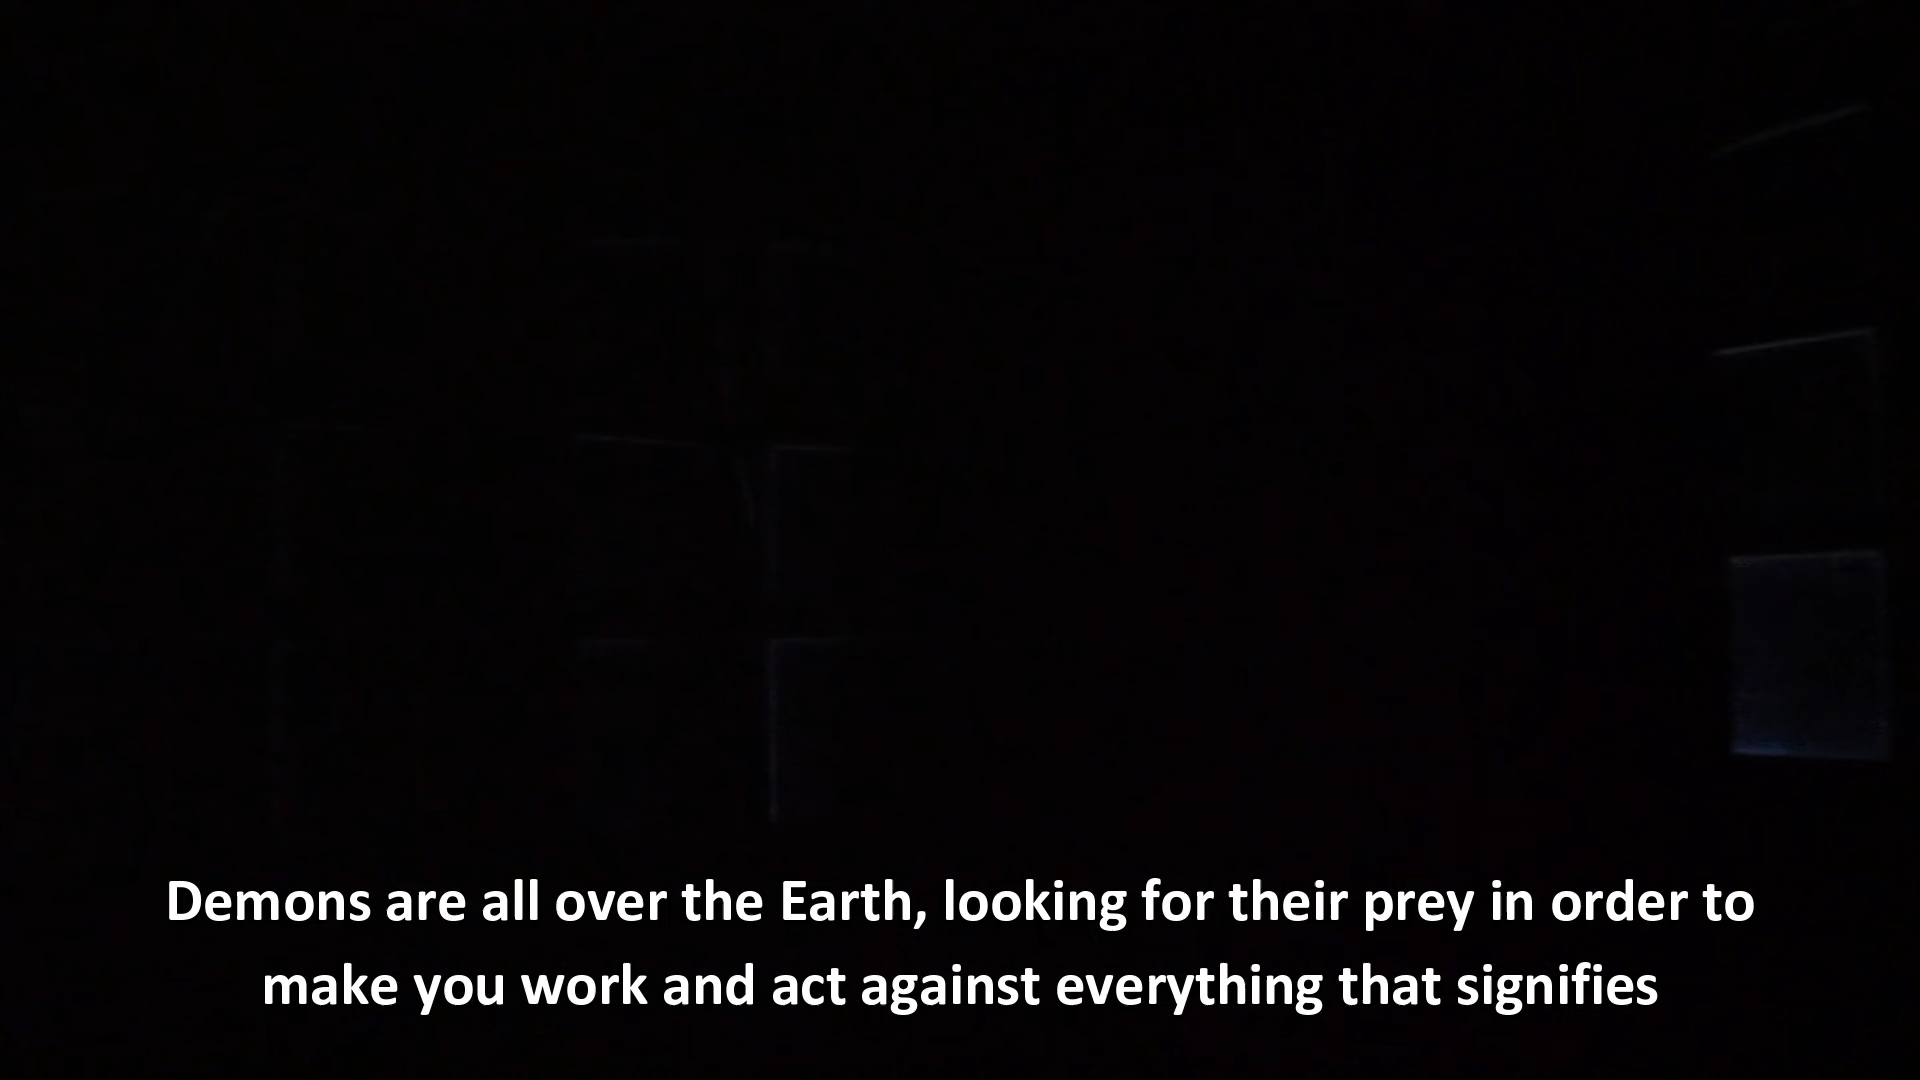 Demons are all over the Earth, looking for their prey in order to
make you work and act against everything that signifies